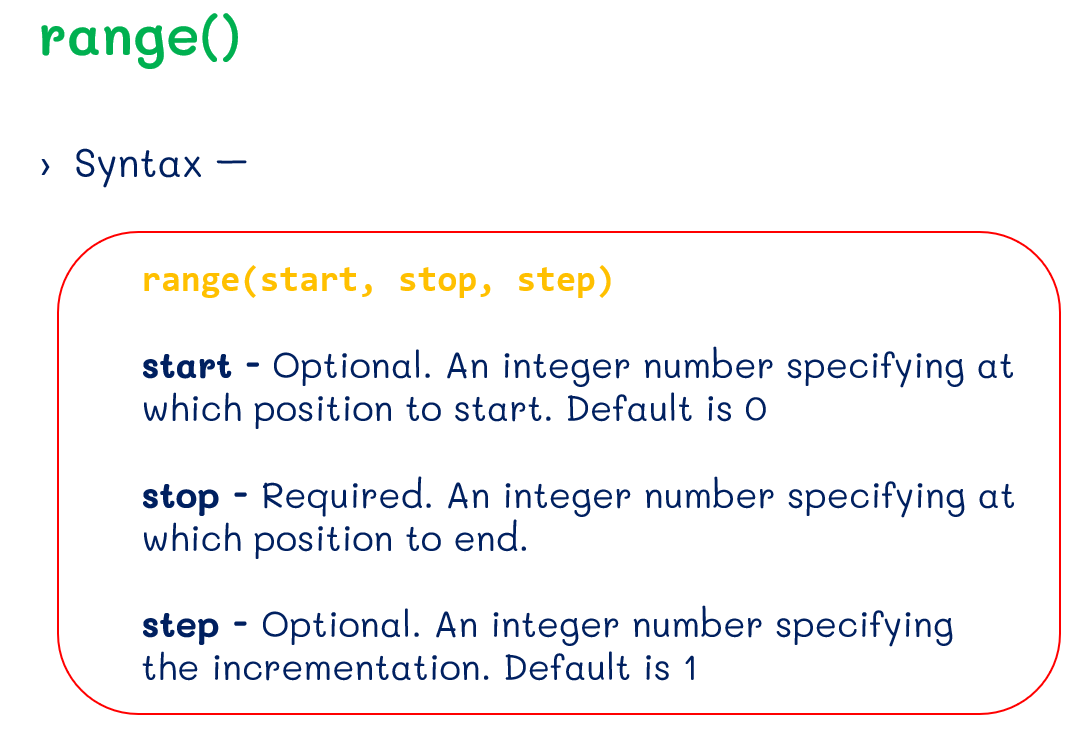 range()
› Syntax –
range(start, stop, step)
start - Optional. An integer number specifying at
which position to start. Default is 0
stop - Required. An integer number specifying at
which position to end.
step - Optional. An integer number specifying
the incrementation. Default is 1